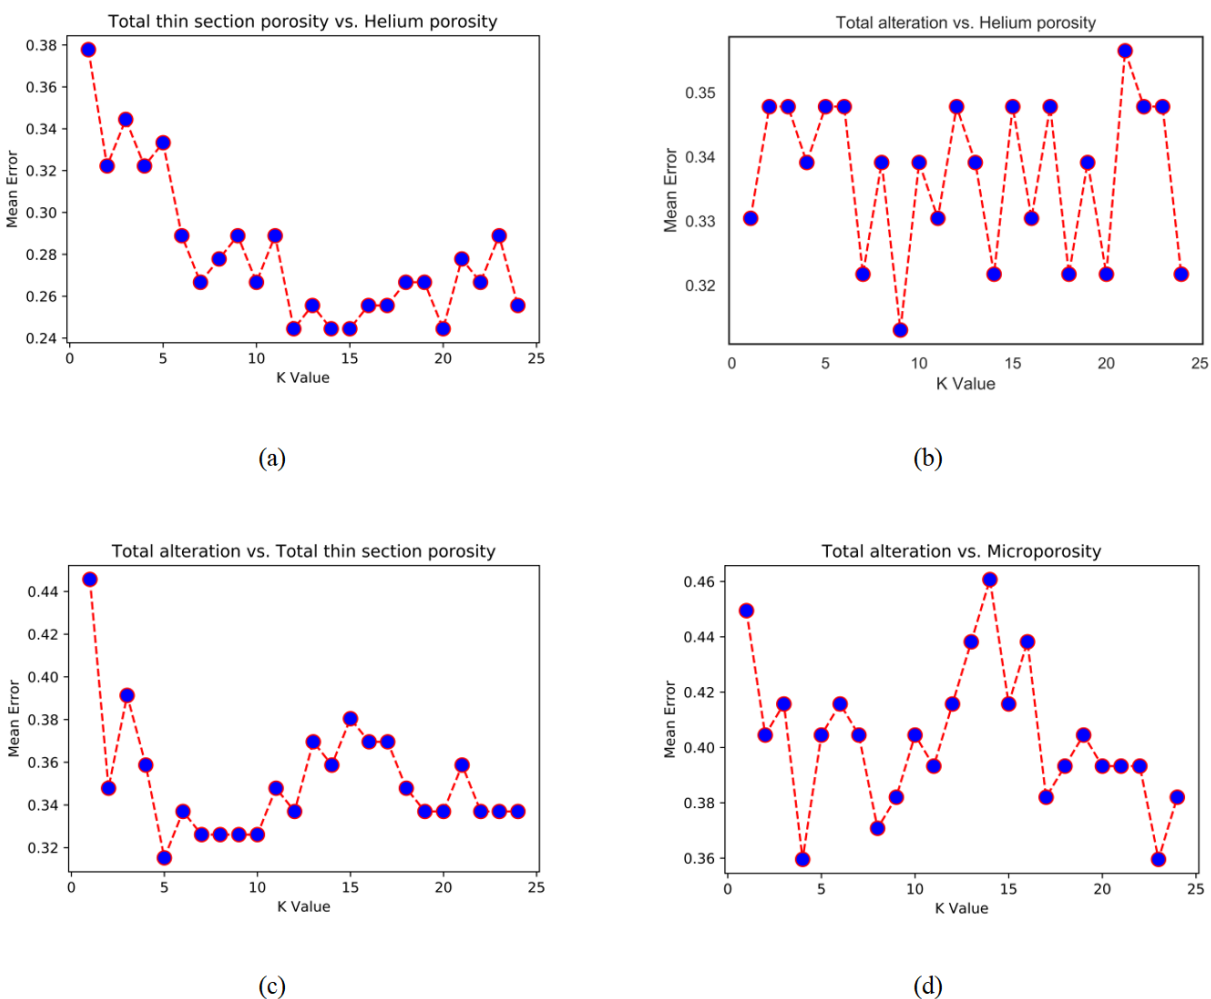 Total thin section porosity vs. Helium porosity
0.38
0.36
0.34
0.32
0.30
0.28
0.26
0.24
Mean Error
0 5 10 15 20 25
K Value
(a)
Total alteration vs. Helium porosity
0.35
0.34
0.33
0.32
Mean Error
0 5 10 15 20 25
K Value
(b)
Total alteration vs. Total thin section porosity
0.44
0.42
0.40
0.38
0.36
0.34
0.32
Mean Error
0 5 10 15 20 25
K Value
(c)
Total alteration vs. Microporosity
0.46
0.44
0.42
0.40
0.38
0.36
Mean Error
0 5 10 15 20 25
K Value
(d)